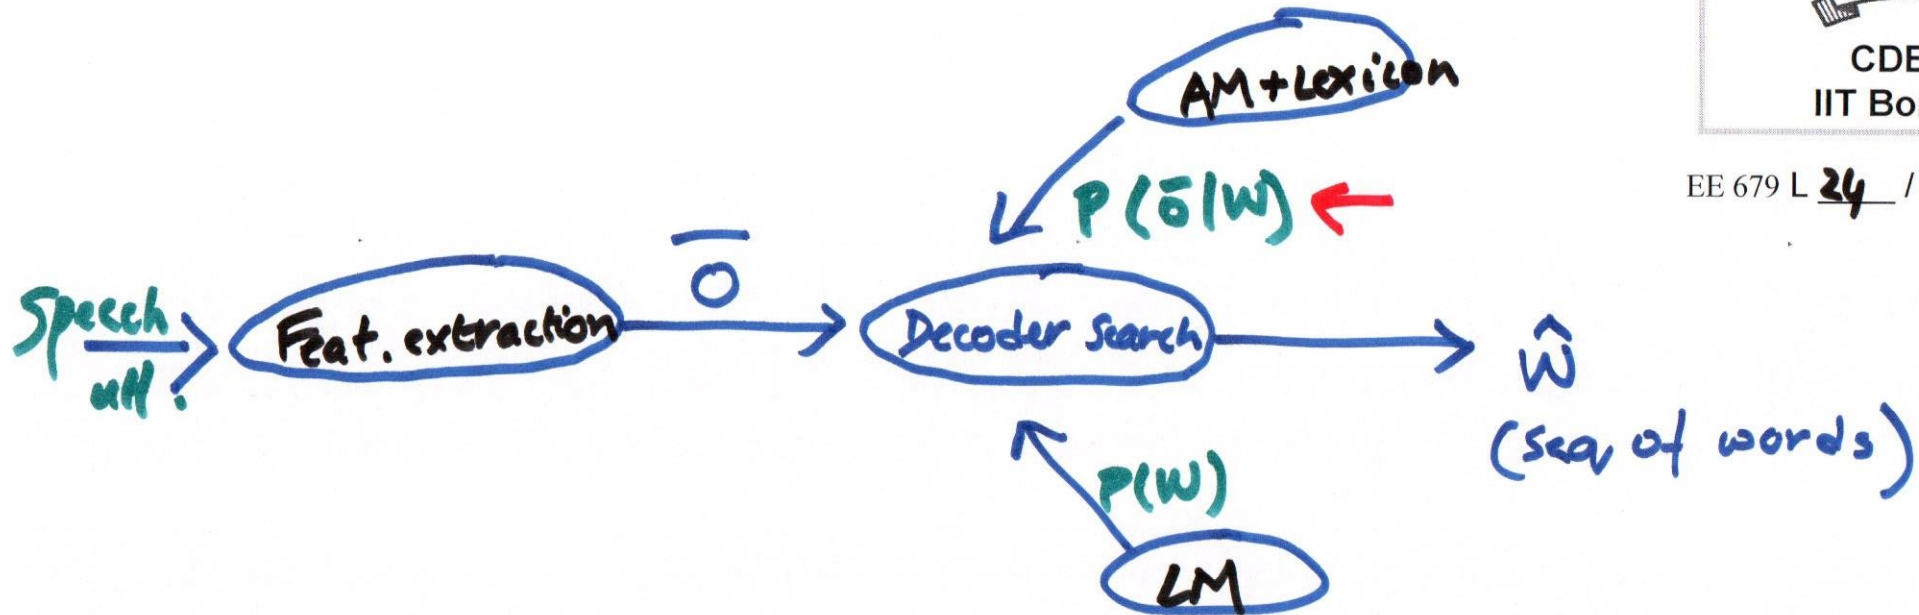 CDE
IIT Bo
EE 679 L 24 /
AM+Lexicon
P(ō|W)
Speech
utt.
Feat. extraction
Ō
Decoder Search
Ŵ
(seq of words)
P(W)
LM